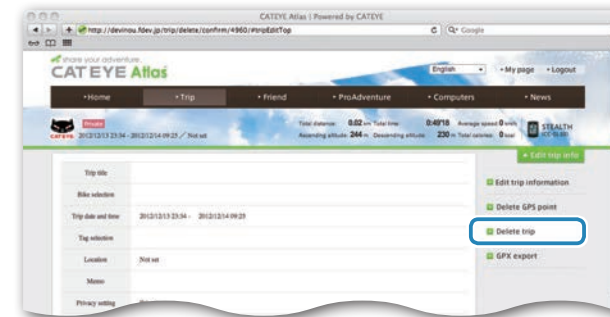 CATEYE Atlas | Powered by CATEYE
http://devinou.fdev.jp/trip/delete/confirm/4960/#tripEditTop
Google
share your adventure.
CATEYE Atlas
English
My page
Logout
Home
Trip
Friend
ProAdventure
Computers
News
Private
CATEYE 2012/12/13 23:34 - 2012/12/14 09:25 / Not set
Total distance: 0.02 km Total time: 0:49'18 Average speed 0 km/h
Ascending altitude 244 m Descending altitude 230 m Total calories: 0 kcal
STEALTH
Edit trip info
Trip title
Bike selection
Trip date and time 2012/12/13 23:34 - 2012/12/14 09:25
Tag selection
Location Not set
Memo
Privacy setting
Edit trip information
Delete GPS point
Delete trip
GPX export